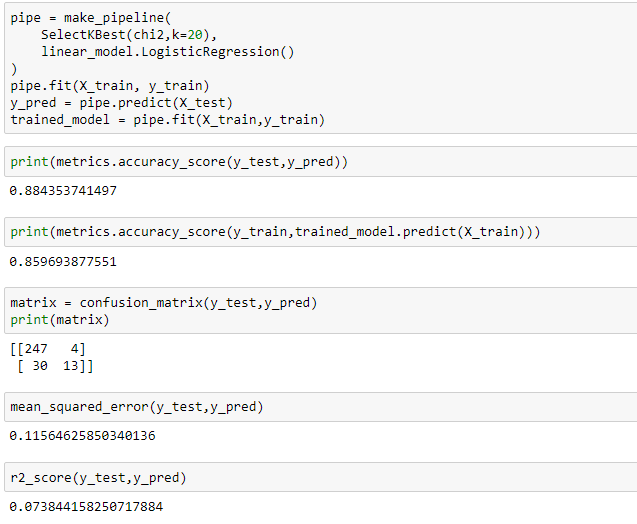 pipe = make_pipeline(
    SelectKBest(chi2,k=20),
    linear_model.LogisticRegression()
)
pipe.fit(X_train, y_train)
y_pred = pipe.predict(X_test)
trained_model = pipe.fit(X_train,y_train)
print(metrics.accuracy_score(y_test,y_pred))
0.884353741497
print(metrics.accuracy_score(y_train,trained_model.predict(X_train)))
0.859693877551
matrix = confusion_matrix(y_test,y_pred)
print(matrix)
[[247   4]
 [ 30  13]]
mean_squared_error(y_test,y_pred)
0.11564625850340136
r2_score(y_test,y_pred)
0.073844158250717884